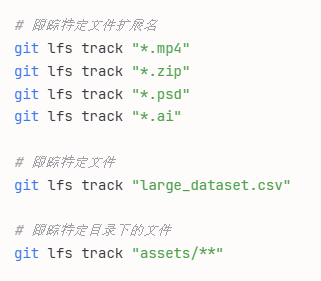 # 跟踪特定文件扩展名
git lfs track "*.mp4"
git lfs track "*.zip"
git lfs track "*.psd"
git lfs track "*.ai"
# 跟踪特定文件
git lfs track "large_dataset.csv"
# 跟踪特定目录下的文件
git lfs track "assets/**"